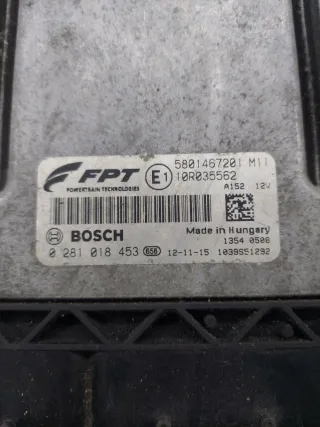 FPT
POWERTRAIN TECHNOLOGIES
E1
5801467201 M11
10R035562
A152 12V
BOSCH
Made in Hungary
1354 0508
0 281 018 453 656 12-11-15 1039S51292